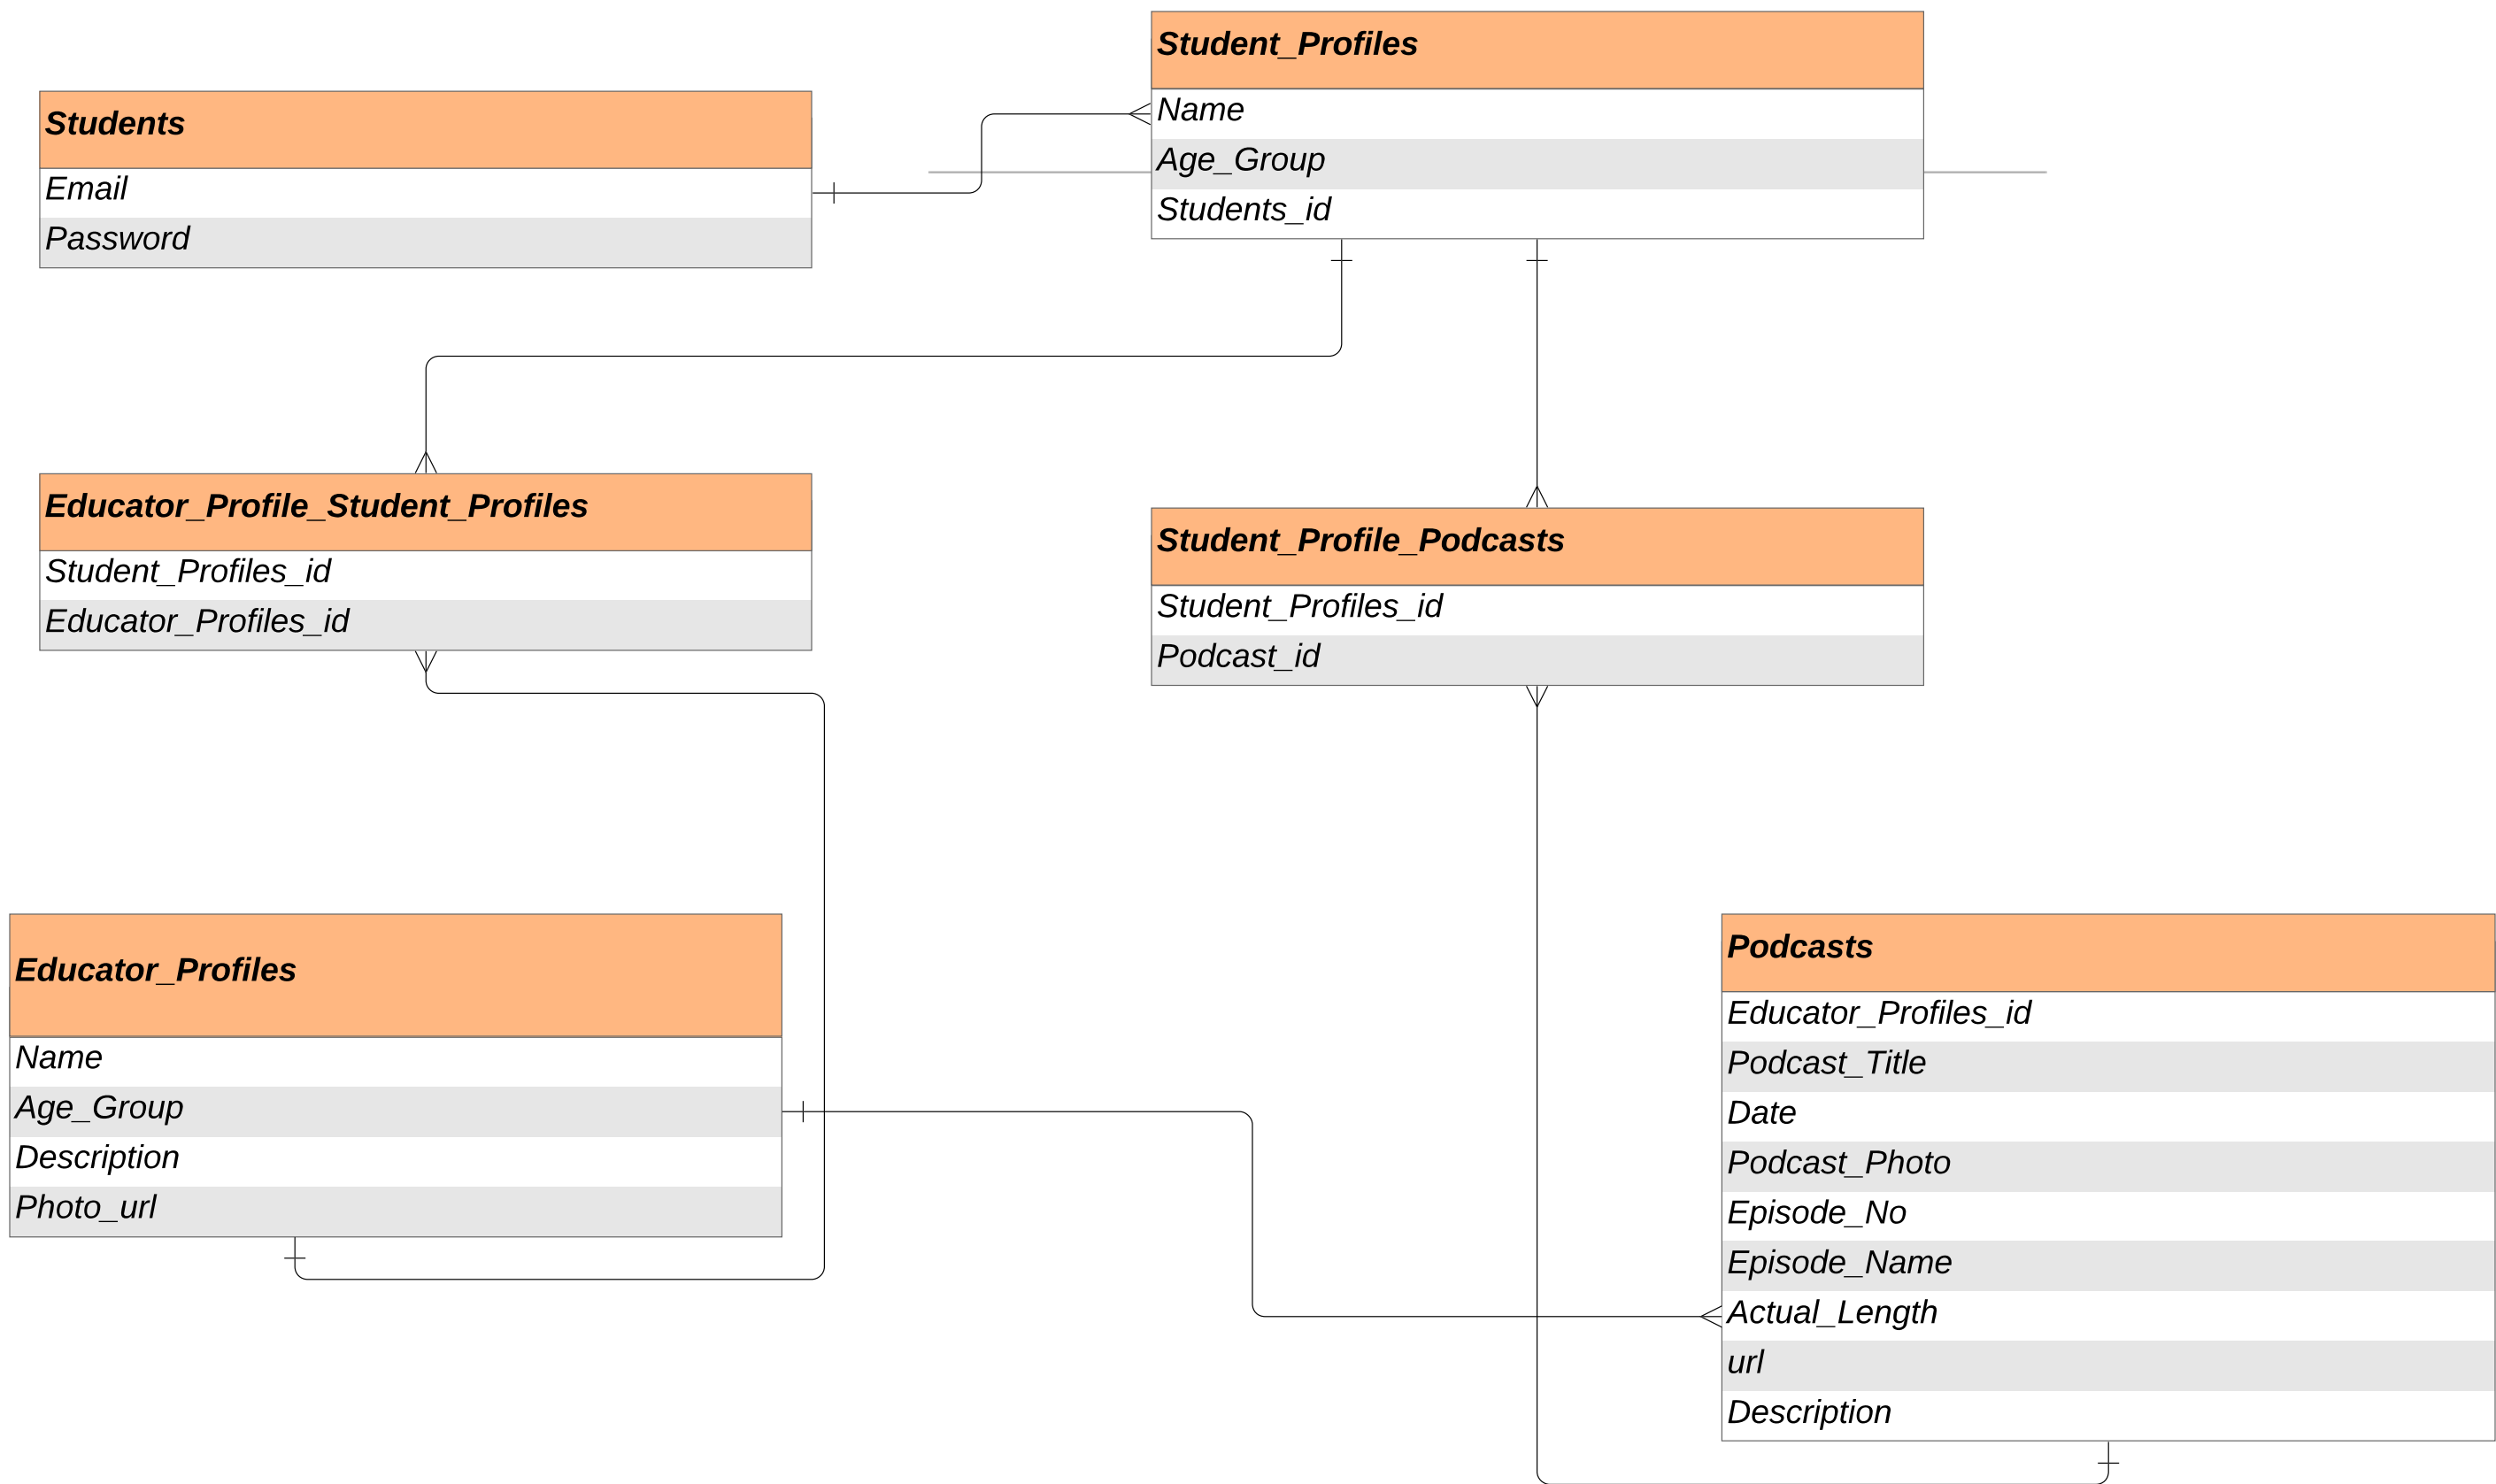 Student_Profiles
Name
Age_Group
Students_id
Students
Email
Password
Educator_Profile_Student_Profiles
Student_Profiles_id
Educator_Profiles_id
Student_Profile_Podcasts
Student_Profiles_id
Podcast_id
Educator_Profiles
Name
Age_Group
Description
Photo_url
Podcasts
Educator_Profiles_id
Podcast_Title
Date
Podcast_Photo
Episode_No
Episode_Name
Actual_Length
url
Description